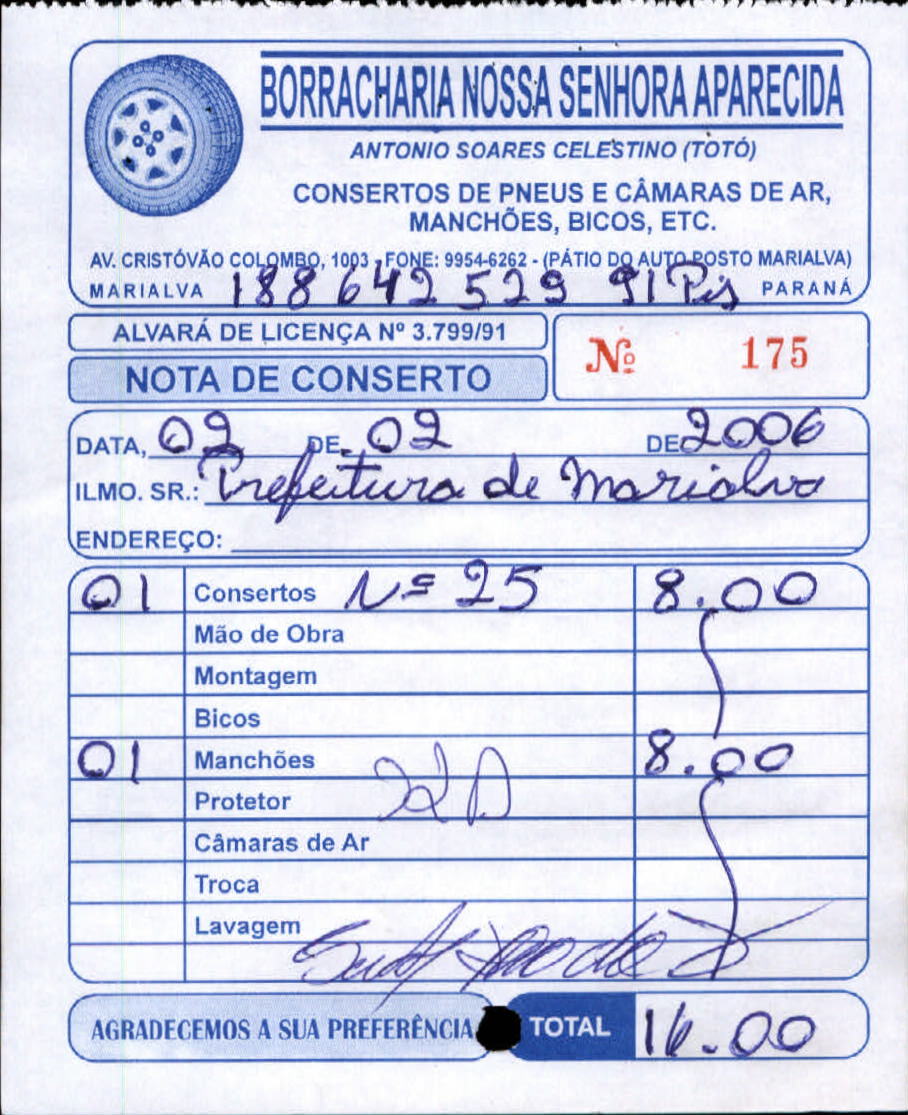 BORRACHARIA NOSSA SENHORA APARECIDA
ANTONIO SOARES CELESTINO (TOTÓ)
CONSERTOS DE PNEUS E CÂMARAS DE AR,
MANCHÕES, BICOS, ETC.
AV. CRISTÓVÃO COLOMBO, 1003 - FONE: 9954-6262 - (PÁTIO DO AUTO POSTO MARIALVA)
MARIALVA 188 642 529 91 Pis PARANÁ
ALVARÁ DE LICENÇA Nº 3.799/91
Nº 175
NOTA DE CONSERTO
DATA, 02 DE 02 DE 2006
ILMO. SR.: Prefeitura de Marialva
ENDEREÇO:
01 Consertos Nº 25 8.00
Mão de Obra
Montagem
Bicos
01 Manchões 8.00
Protetor
Câmaras de Ar
Troca
Lavagem
AGRADECEMOS A SUA PREFERÊNCIA TOTAL 16.00